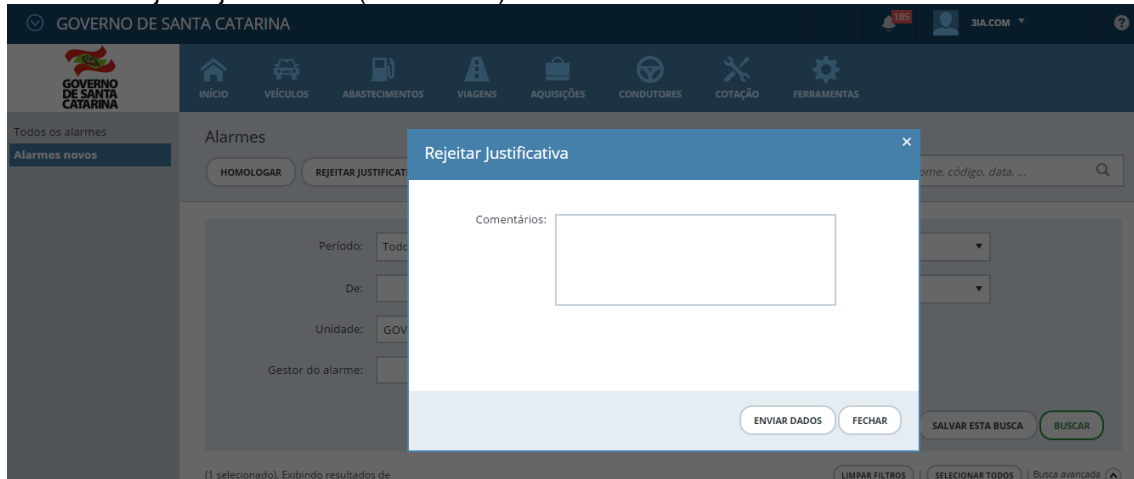 GOVERNO DE SANTA CATARINA
185
3IA.COM
?
GOVERNO
DE SANTA
CATARINA
INÍCIO
VEÍCULOS
ABASTECIMENTOS
VIAGENS
AQUISIÇÕES
CONDUTORES
COTAÇÃO
FERRAMENTAS
Todos os alarmes
Alarmes novos
Alarmes
HOMOLOGAR
REJEITAR JUSTIFICATI
código, data, ...
Rejeitar Justificativa
×
Comentários:
Período:
De:
Unidade:
GOV
Gestor do alarme:
ENVIAR DADOS
FECHAR
SALVAR ESTA BUSCA
BUSCAR
(1 selecionado). Exibindo resultados de
LIMPAR FILTROS | SELECIONAR TODOS | Busca avançada